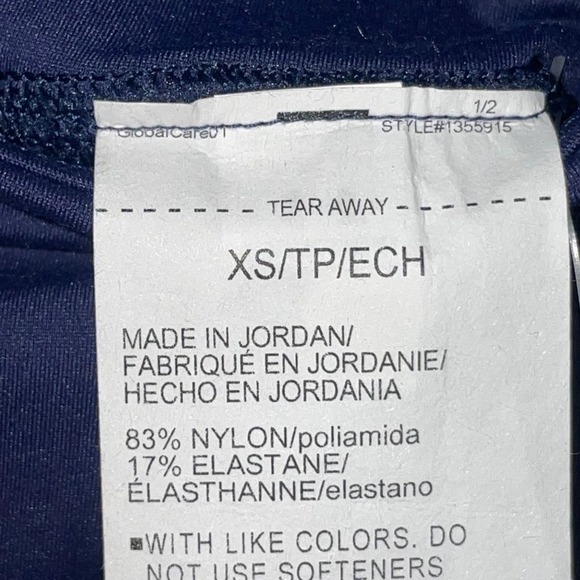 1/2
GlobalCare01 STYLE#1355915
TEAR AWAY
XS/TP/ECH
MADE IN JORDAN/
FABRIQUÉ EN JORDANIE/
HECHO EN JORDANIA
83% NYLON/poliamida
17% ELASTANE/
ÉLASTHANNE/elastano
WITH LIKE COLORS. DO
NOT USE SOFTENERS